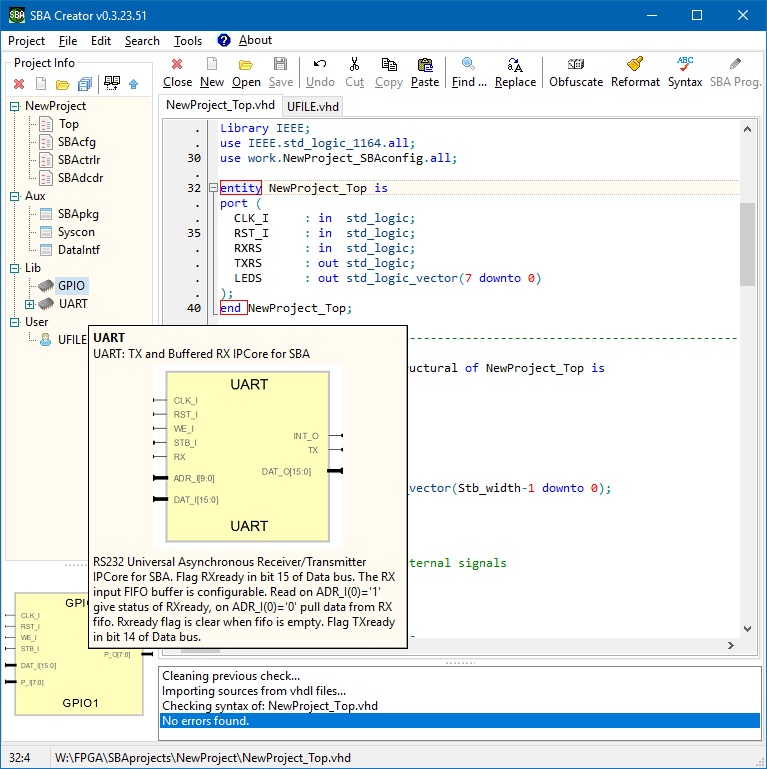 SBA Creator v0.3.23.51
Project File Edit Search Tools About
Project Info
Close New Open Save Undo Cut Copy Paste Find ... Replace Obfuscate Reformat Syntax SBA Prog.
NewProject
Top
SBAcfg
SBActrlr
SBAdcdr
Aux
SBApkg
Syscon
DataIntf
Lib
GPIO
UART
User
UFILE
NewProject_Top.vhd UFILE.vhd
Library IEEE;
use IEEE.std_logic_1164.all;
30 use work.NewProject_SBAconfig.all;
32 entity NewProject_Top is
port (
CLK_I : in std_logic;
35 RST_I : in std_logic;
RXRS : in std_logic;
TXRS : out std_logic;
LEDS : out std_logic_vector(7 downto 0)
);
40 end NewProject_Top;
uctural of NewProject_Top is
_vector(Stb_width-1 downto 0);
ternal signals
UART
UART: TX and Buffered RX IPCore for SBA
UART
CLK_I
RST_I
WE_I
STB_I
RX
ADR_I[9:0]
DAT_I[15:0]
INT_O
TX
DAT_O[15:0]
UART
RS232 Universal Asynchronous Receiver/Transmitter
IPCore for SBA. Flag RXready in bit 15 of Data bus. The RX
input FIFO buffer is configurable. Read on ADR_I(0)='1'
give status of RXready, on ADR_I(0)='0' pull data from RX
fifo. Rxready flag is clear when fifo is empty. Flag TXready
in bit 14 of Data bus.
GPI
CLK_I
RST_I
WE_I
STB_I
DAT_I[15:0]
P_I[7:0]
P_O[7:0]
GPIO1
Cleaning previous check...
Importing sources from vhdl files...
Checking syntax of: NewProject_Top.vhd
No errors found.
32:4 W:\FPGA\SBAprojects\NewProject\NewProject_Top.vhd